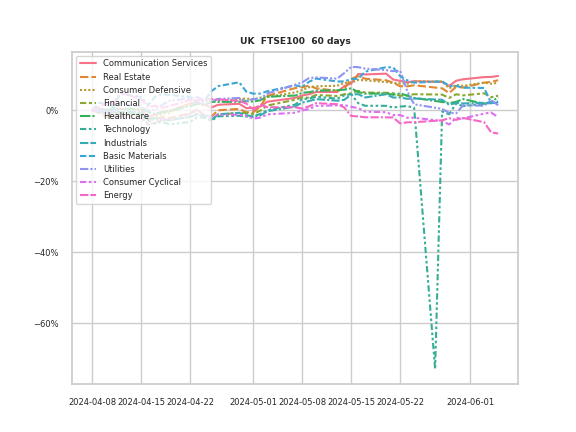 UK FTSE100 60 days
Communication Services
Real Estate
Consumer Defensive
Financial
Healthcare
Technology
Industrials
Basic Materials
Utilities
Consumer Cyclical
Energy
0%
−20%
−40%
−60%
2024-04-08 2024-04-15 2024-04-22 2024-05-01 2024-05-08 2024-05-15 2024-05-22 2024-06-01